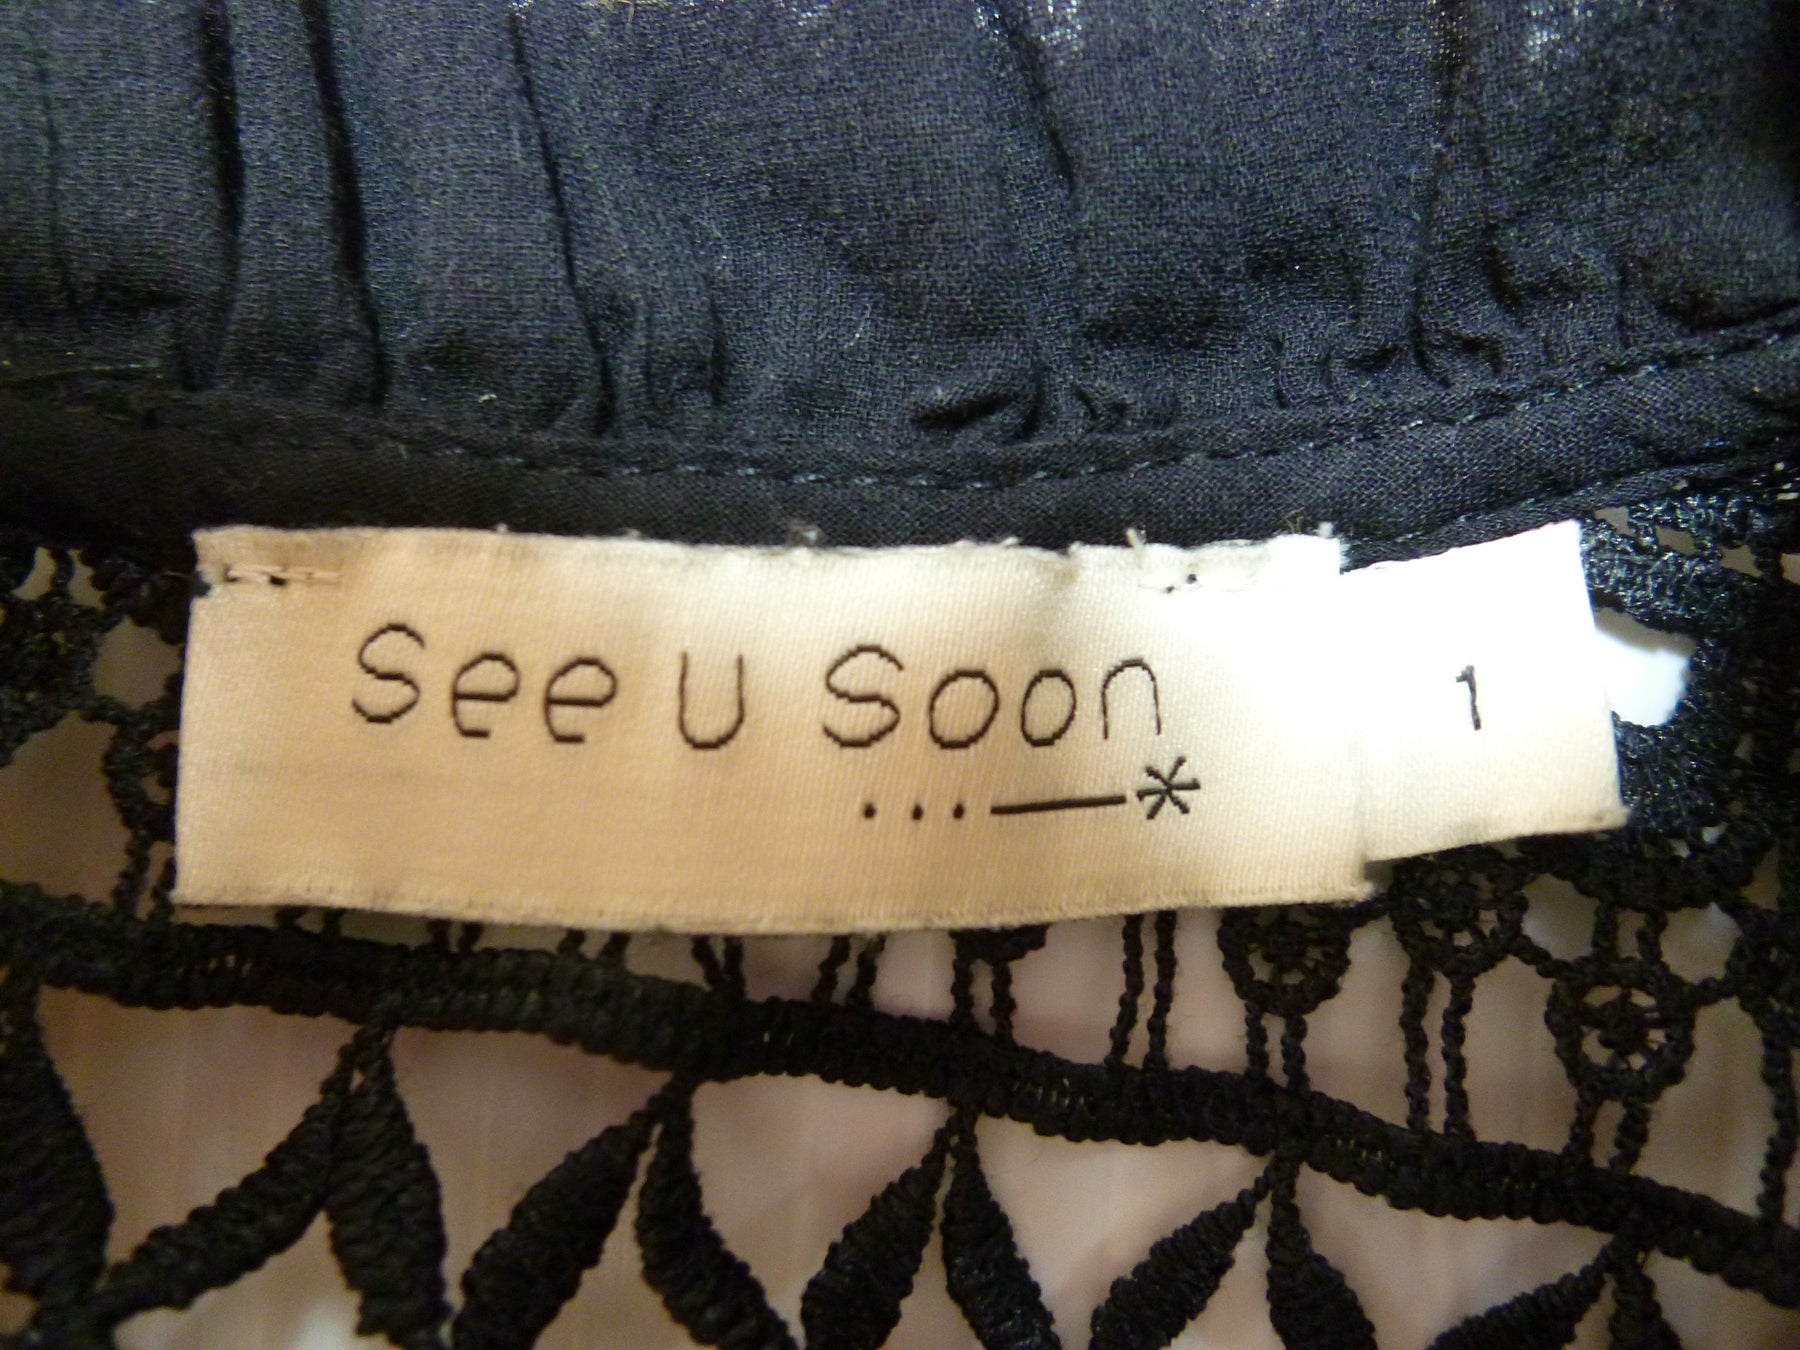 See U Soon
...—*
1